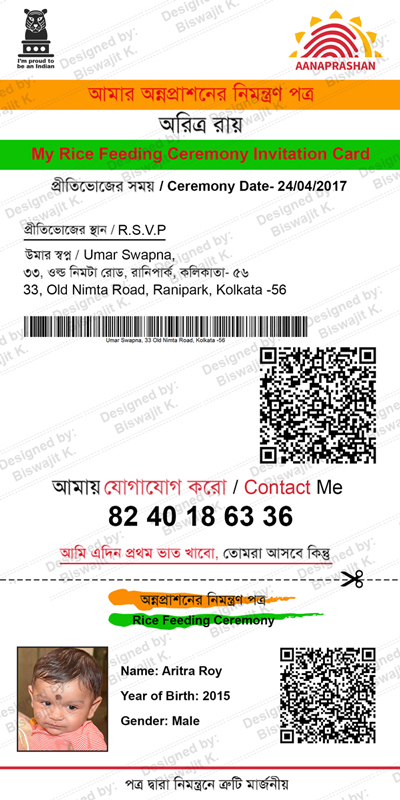 I'm proud to
be an Indian
AANAPRASHAN
আমার অন্নপ্রাশনের নিমন্ত্রণ পত্র
অরিত্র রায়
My Rice Feeding Ceremony Invitation Card
প্রীতিভোজের সময় / Ceremony Date- 24/04/2017
প্রীতিভোজের স্থান / R.S.V.P
উমার স্বপ্ন / Umar Swapna,
৩৩, ওল্ড নিমটা রোড, রানিপার্ক, কলিকাতা- ৫৬
33, Old Nimta Road, Ranipark, Kolkata -56
Umar Swapna, 33 Old Nimta Road, Kolkata -56
আমায় যোগাযোগ করো / Contact Me
82 40 18 63 36
আমি এদিন প্রথম ভাত খাবো, তোমরা আসবে কিন্তু
অন্নপ্রাশনের নিমন্ত্রণ পত্র
Rice Feeding Ceremony
Name: Aritra Roy
Year of Birth: 2015
Gender: Male
পত্র দ্বারা নিমন্ত্রনে ত্রুটি মার্জনীয়
Designed by:
Biswajit K.